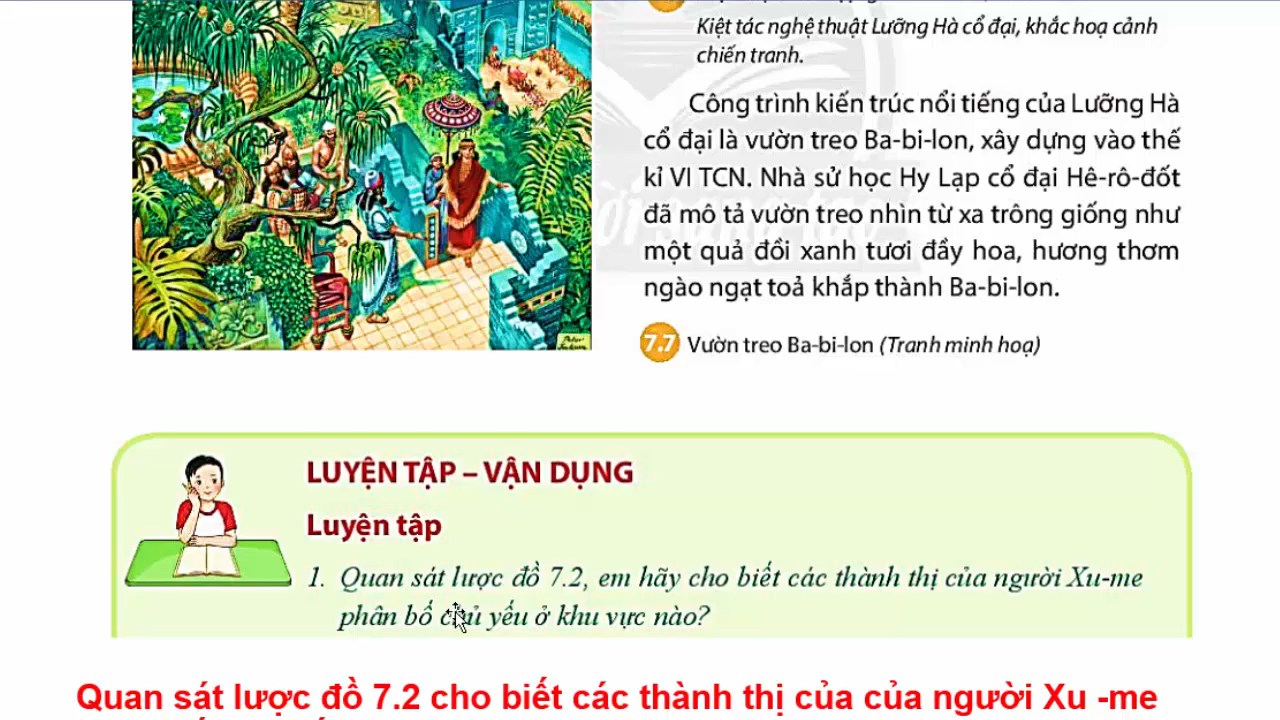 Kiệt tác nghệ thuật Lưỡng Hà cổ đại, khắc hoạ cảnh
chiến tranh.
Công trình kiến trúc nổi tiếng của Lưỡng Hà
cổ đại là vườn treo Ba-bi-lon, xây dựng vào thế
kỉ VI TCN. Nhà sử học Hy Lạp cổ đại Hê-rô-đốt
đã mô tả vườn treo nhìn từ xa trông giống như
một quả đồi xanh tươi đầy hoa, hương thơm
ngào ngạt toả khắp thành Ba-bi-lon.
7.7 Vườn treo Ba-bi-lon (Tranh minh hoạ)
LUYỆN TẬP – VẬN DỤNG
Luyện tập
1. Quan sát lược đồ 7.2, em hãy cho biết các thành thị của người Xu-me
phân bố chủ yếu ở khu vực nào?
Quan sát lược đồ 7.2 cho biết các thành thị của của người Xu -me